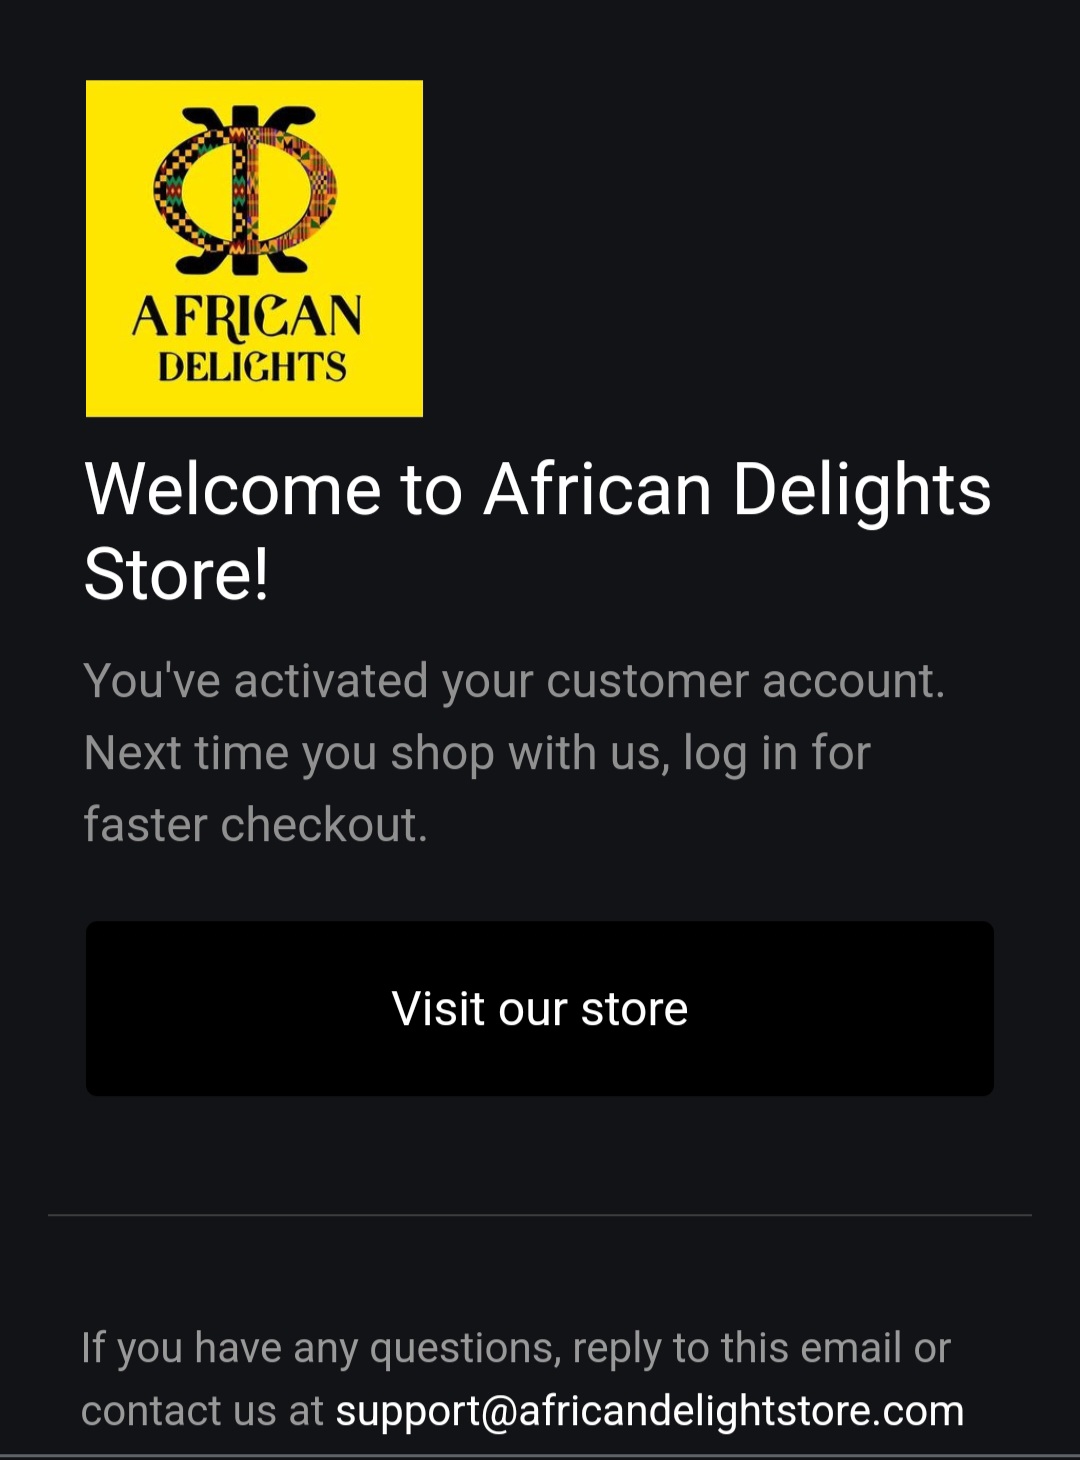 AFRICAN
DELIGHTS
Welcome to African Delights
Store!
You've activated your customer account.
Next time you shop with us, log in for
faster checkout.
Visit our store
If you have any questions, reply to this email or
contact us at support@africandelightstore.com